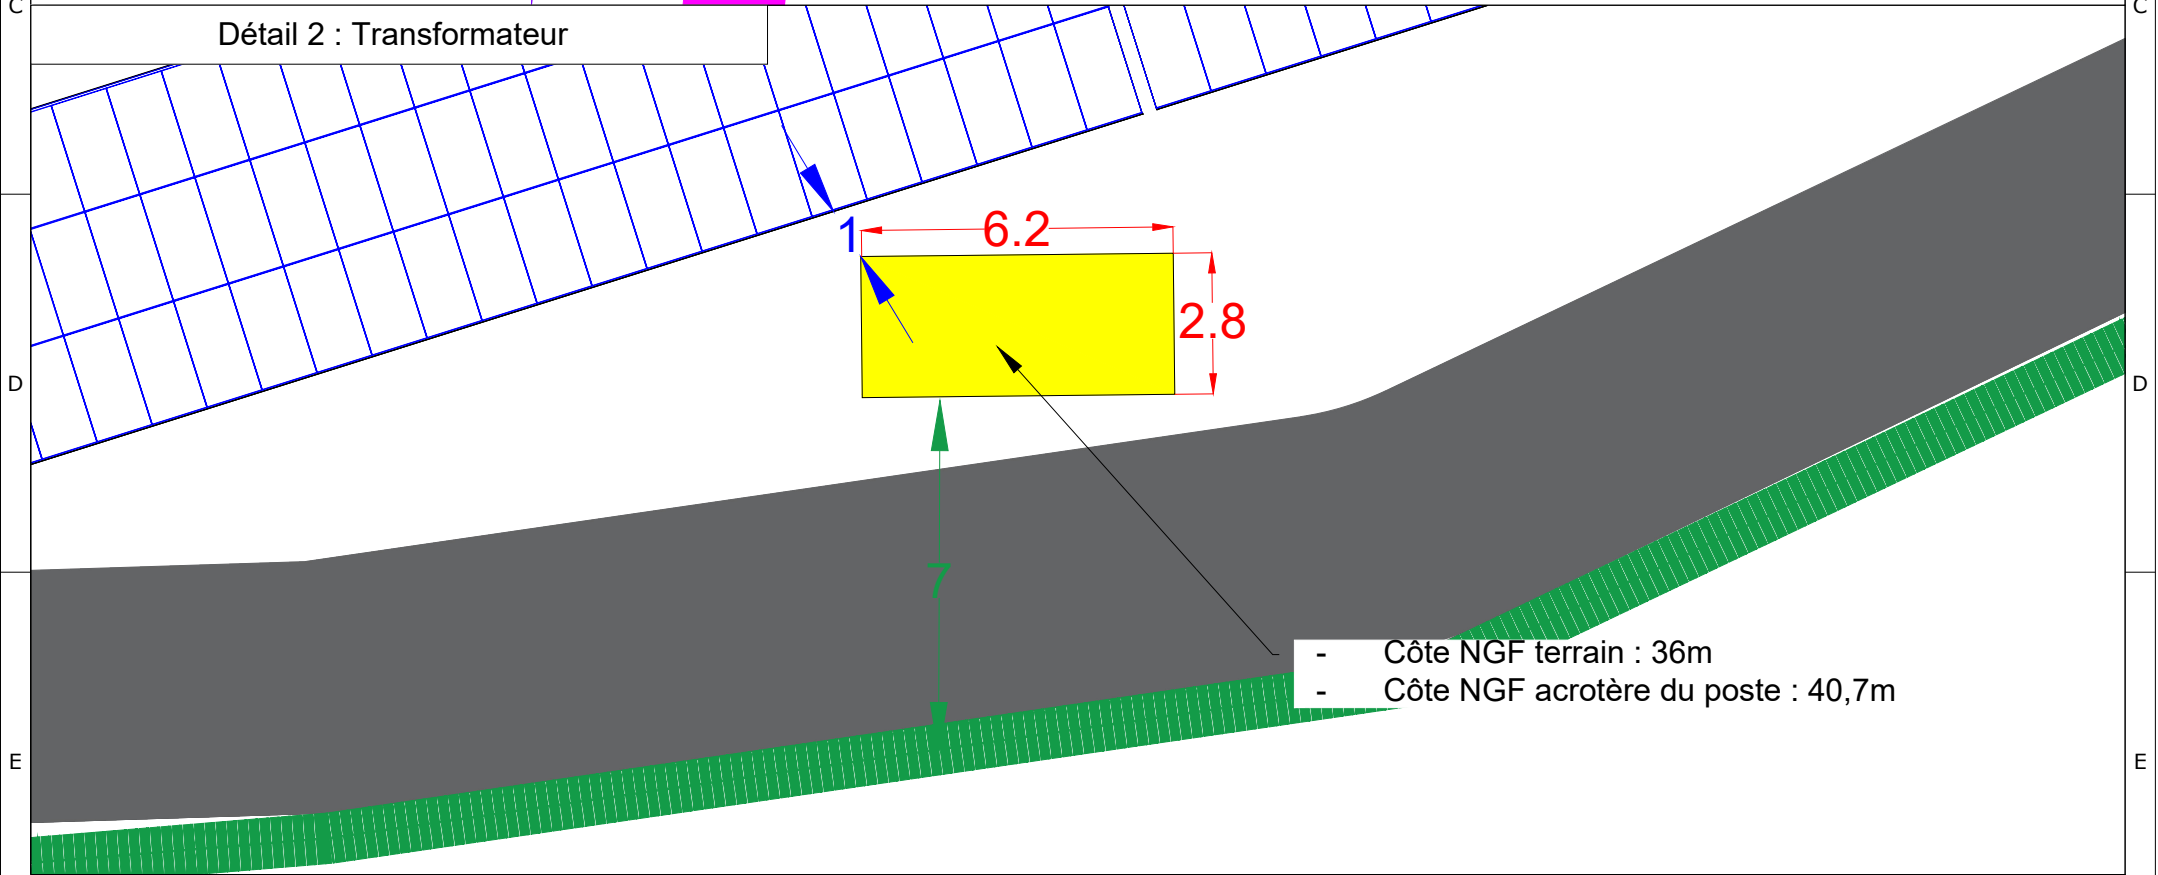 C
C
Détail 2 : Transformateur
1
6.2
2.8
D
D
7
- Côte NGF terrain : 36m
- Côte NGF acrotère du poste : 40,7m
E
E